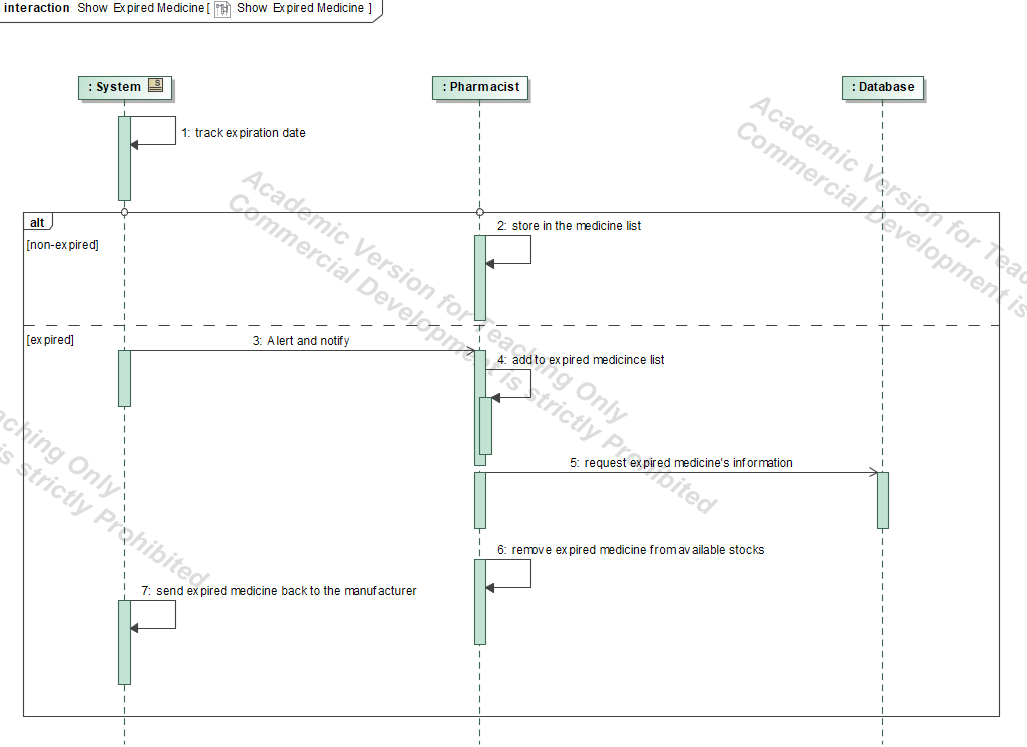 interaction Show Expired Medicine[ Show Expired Medicine ]
: System S
: Pharmacist
: Database
1: track expiration date
alt
[non-expired]
2: store in the medicine list
[expired]
3: Alert and notify
4: add to expired medicince list
5: request expired medicine's information
6: remove expired medicine from available stocks
7: send expired medicine back to the manufacturer
Academic Version for Teaching Only
Commercial Development is strictly Prohibited
Academic Version for Teac
Commercial Development is
aching Only
is strictly Prohibited